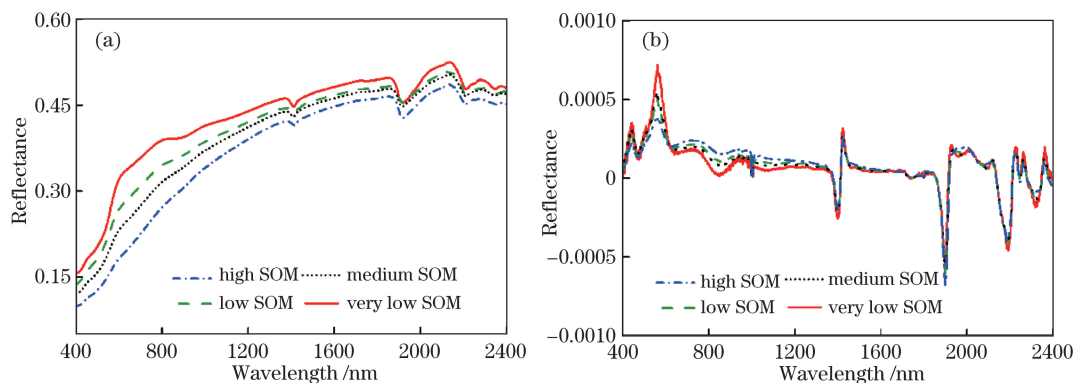 (a)
Reflectance
0.60
0.45
0.30
0.15
high SOM
medium SOM
low SOM
very low SOM
400 800 1200 1600 2000 2400
Wavelength /nm
(b)
Reflectance
0.0010
0.0005
0
−0.0005
−0.0010
high SOM
medium SOM
low SOM
very low SOM
400 800 1200 1600 2000 2400
Wavelength /nm